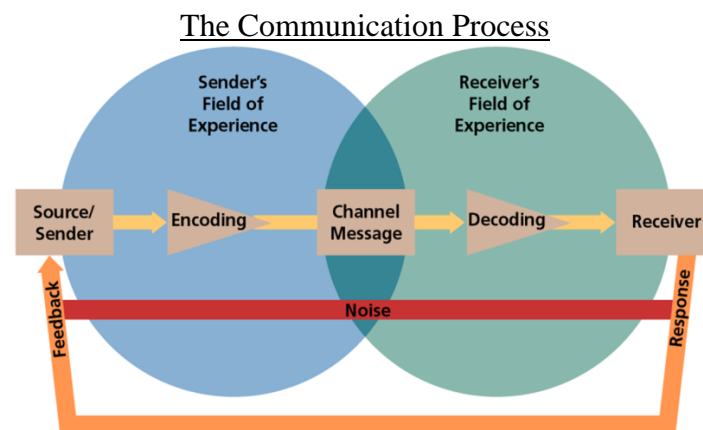 The Communication Process
Sender's
Field of
Experience
Receiver's
Field of
Experience
Source/
Sender
Encoding
Channel
Message
Decoding
Receiver
Feedback
Noise
Response